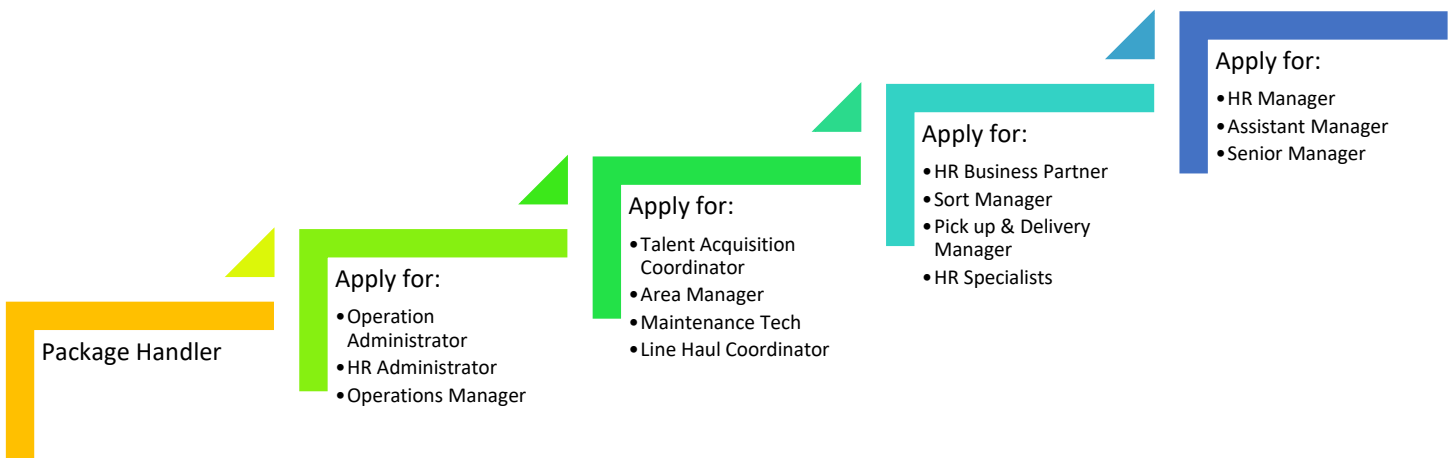 Package Handler
Apply for:
•Operation
Administrator
•HR Administrator
•Operations Manager
Apply for:
•Talent Acquisition
Coordinator
•Area Manager
•Maintenance Tech
•Line Haul Coordinator
Apply for:
•HR Business Partner
•Sort Manager
•Pick up & Delivery
Manager
•HR Specialists
Apply for:
•HR Manager
•Assistant Manager
•Senior Manager